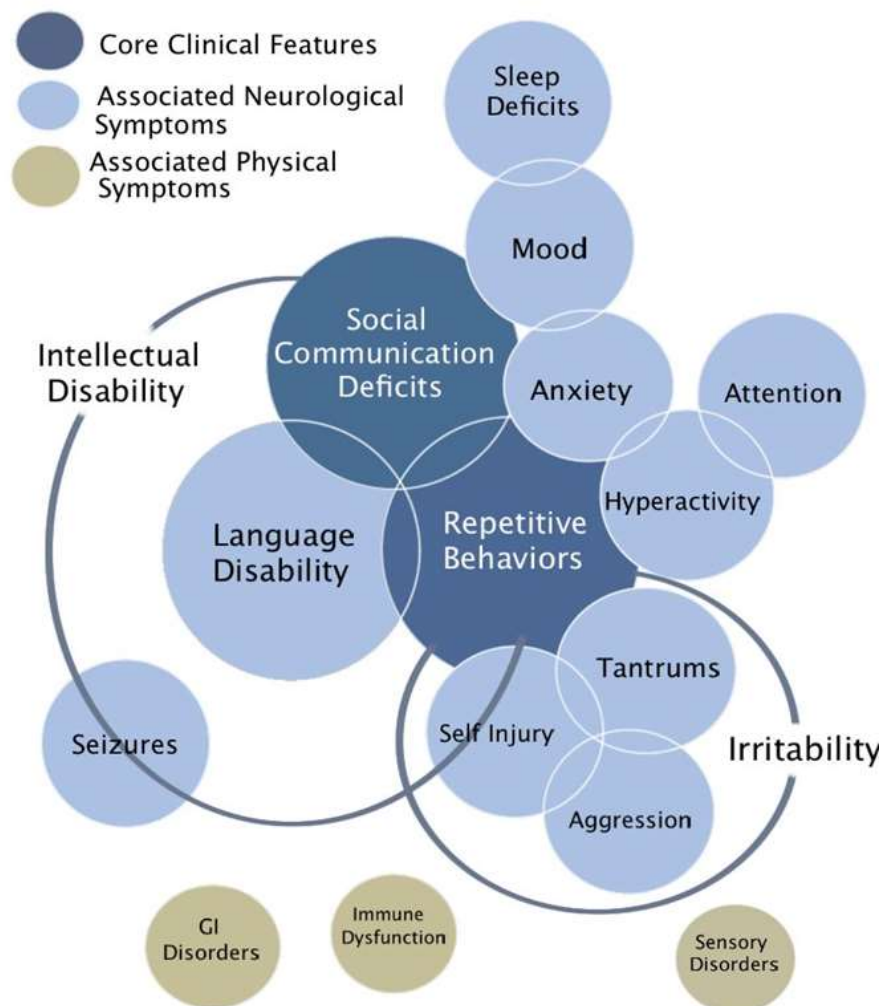 Core Clinical Features
Associated Neurological
Symptoms
Associated Physical
Symptoms
Sleep
Deficits
Mood
Social
Communication
Deficits
Intellectual
Disability
Anxiety
Attention
Hyperactivity
Language
Disability
Repetitive
Behaviors
Tantrums
Seizures
Self Injury
Irritability
Aggression
GI
Disorders
Immune
Dysfunction
Sensory
Disorders